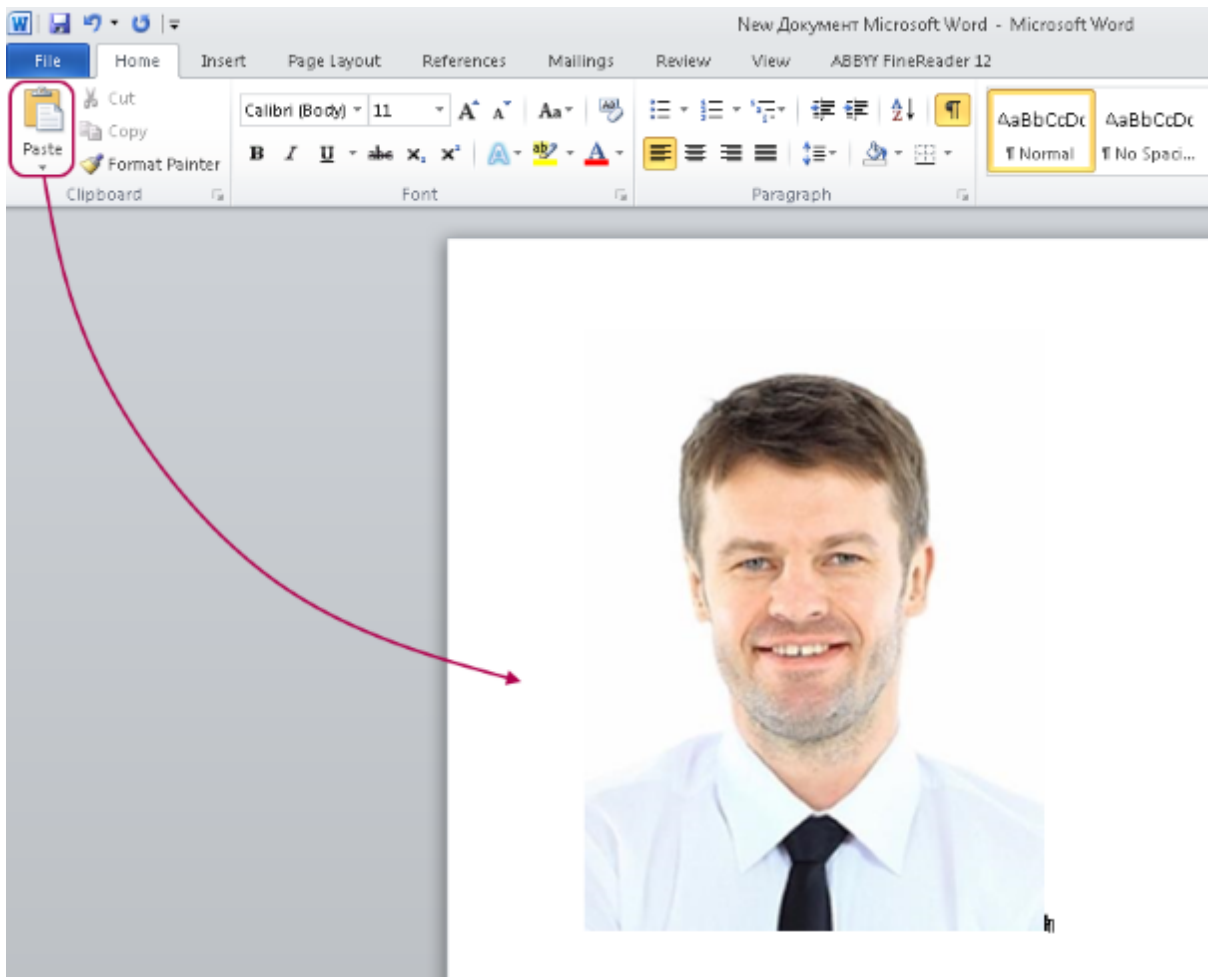 New Документ Microsoft Word - Microsoft Word
File Home Insert Page Layout References Mailings Review View ABBYY FineReader 12
Paste
Cut
Copy
Format Painter
Clipboard
Calibri (Body) 11
Font
Paragraph
AaBbCcDc AaBbCcDc
¶ Normal ¶ No Spaci...